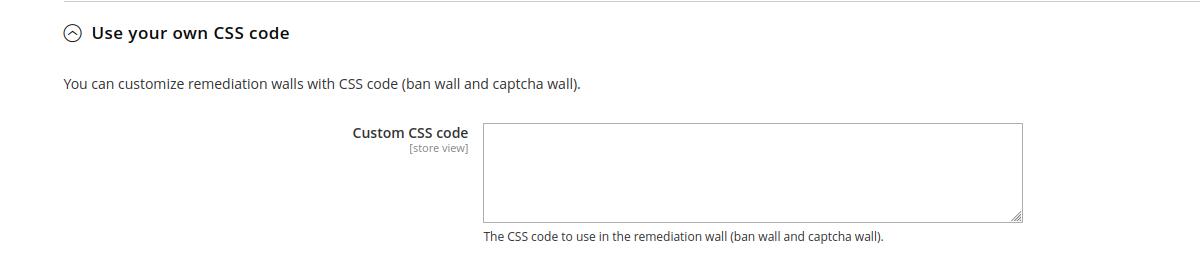 Use your own CSS code
You can customize remediation walls with CSS code (ban wall and captcha wall).
Custom CSS code
[store view]
The CSS code to use in the remediation wall (ban wall and captcha wall).